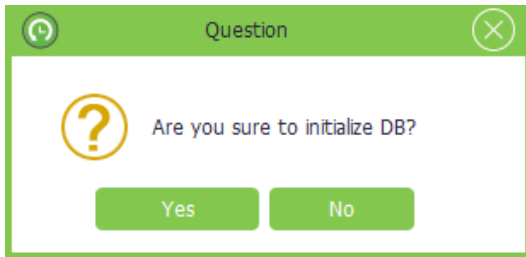 Question
Are you sure to initialize DB?
Yes No